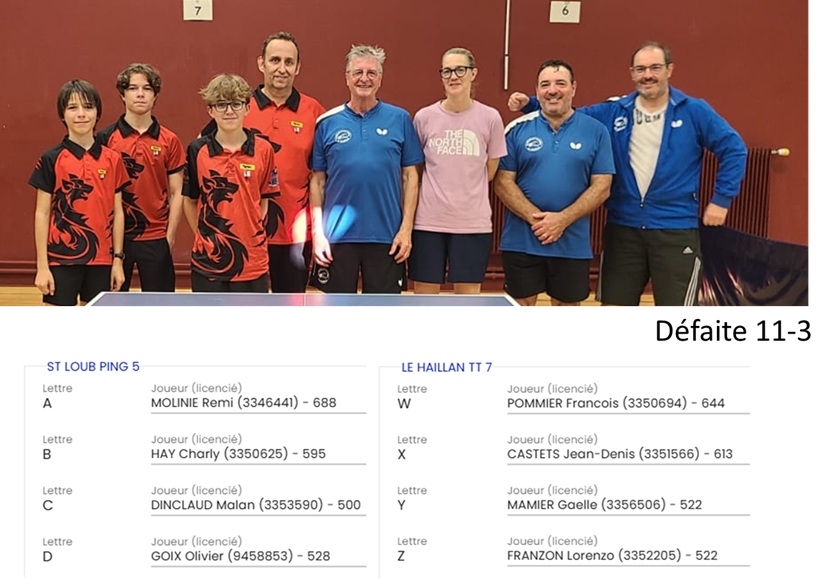 7
6
THE
NORTH
FACE
Défaite 11-3
ST LOUB PING 5
Lettre Joueur (licencié)
A MOLINIE Remi (3346441) - 688
Lettre Joueur (licencié)
B HAY Charly (3350625) - 595
Lettre Joueur (licencié)
C DINCLAUD Malan (3353590) - 500
Lettre Joueur (licencié)
D GOIX Olivier (9458853) - 528
LE HAILLAN TT 7
Lettre Joueur (licencié)
W POMMIER Francois (3350694) - 644
Lettre Joueur (licencié)
X CASTETS Jean-Denis (3351566) - 613
Lettre Joueur (licencié)
Y MAMIER Gaelle (3356506) - 522
Lettre Joueur (licencié)
Z FRANZON Lorenzo (3352205) - 522